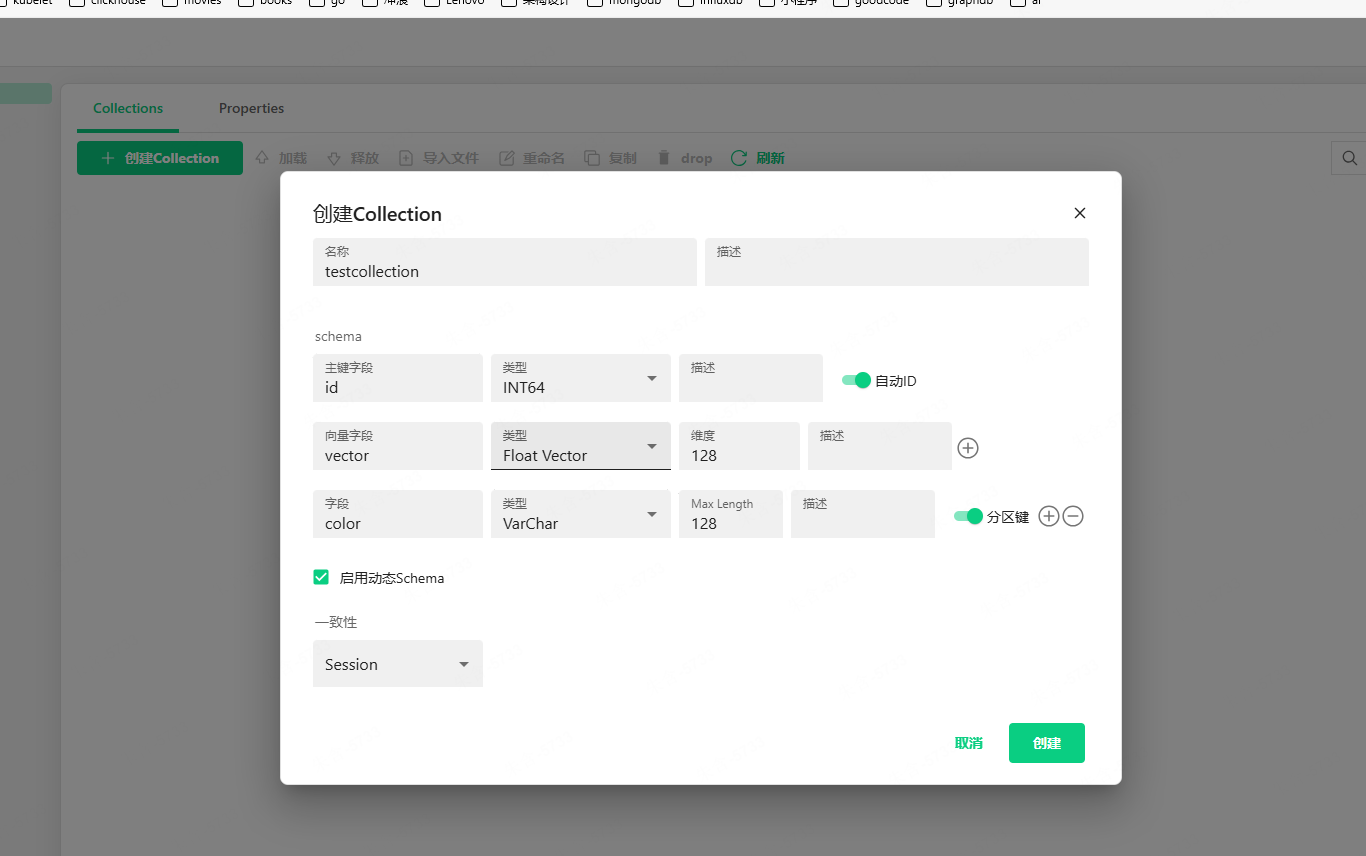 kubelet clickhouse movies books go 冲浪 Lenovo 架构设计 mongodb influxdb 小程序 goodcode graphdb ai
Collections Properties
创建Collection 加载 释放 导入文件 重命名 复制 drop 刷新
创建Collection
名称 描述
testcollection
schema
主键字段 类型 描述
id INT64 自动ID
向量字段 类型 维度 描述
vector Float Vector 128
字段 类型 Max Length 描述
color VarChar 128 分区键
启用动态Schema
一致性
Session
取消 创建